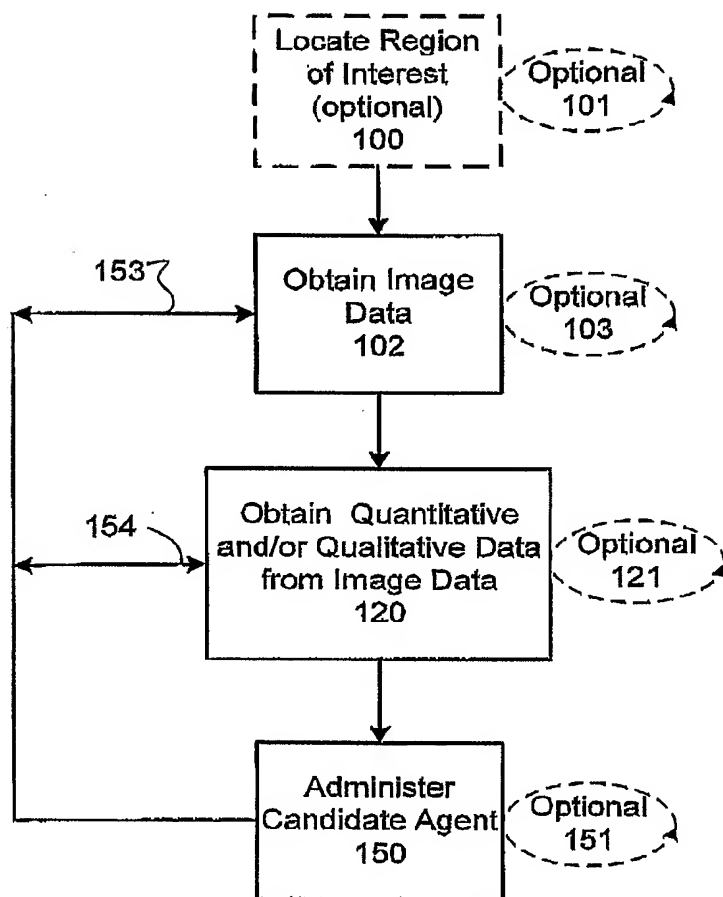 Locate Region
of Interest
(optional)
100
Optional
101
153
Obtain Image
Data
102
Optional
103
154
Obtain Quantitative
and/or Qualitative Data
from Image Data
120
Optional
121
Administer
Candidate Agent
150
Optional
151